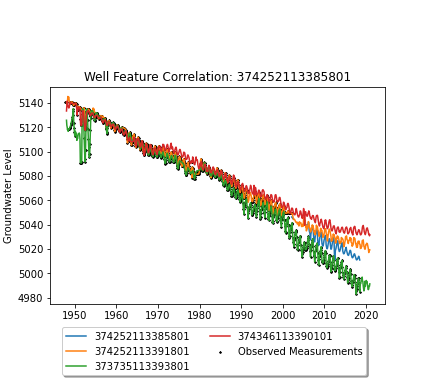 Well Feature Correlation: 374252113385801
5140
5120
5100
5080
5060
5040
5020
5000
4980
Groundwater Level
1950 1960 1970 1980 1990 2000 2010 2020
374252113385801 374346113390101
374252113391801 Observed Measurements
373735113393801